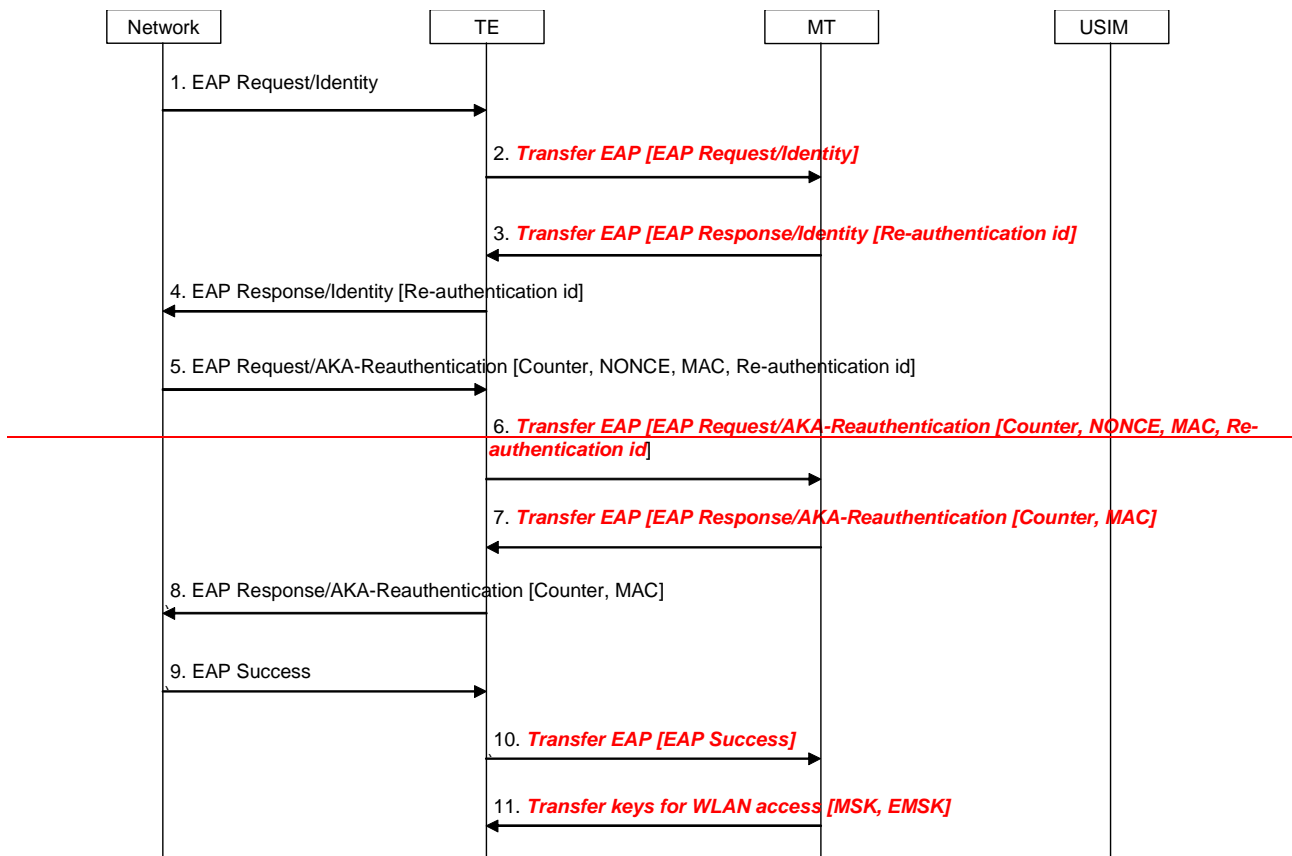 Network TE MT USIM
1. EAP Request/Identity
2. Transfer EAP [EAP Request/Identity]
3. Transfer EAP [EAP Response/Identity [Re-authentication id]
4. EAP Response/Identity [Re-authentication id]
5. EAP Request/AKA-Reauthentication [Counter, NONCE, MAC, Re-authentication id]
6. Transfer EAP [EAP Request/AKA-Reauthentication [Counter, NONCE, MAC, Re-
authentication id]
7. Transfer EAP [EAP Response/AKA-Reauthentication [Counter, MAC]
8. EAP Response/AKA-Reauthentication [Counter, MAC]
9. EAP Success
10. Transfer EAP [EAP Success]
11. Transfer keys for WLAN access [MSK, EMSK]